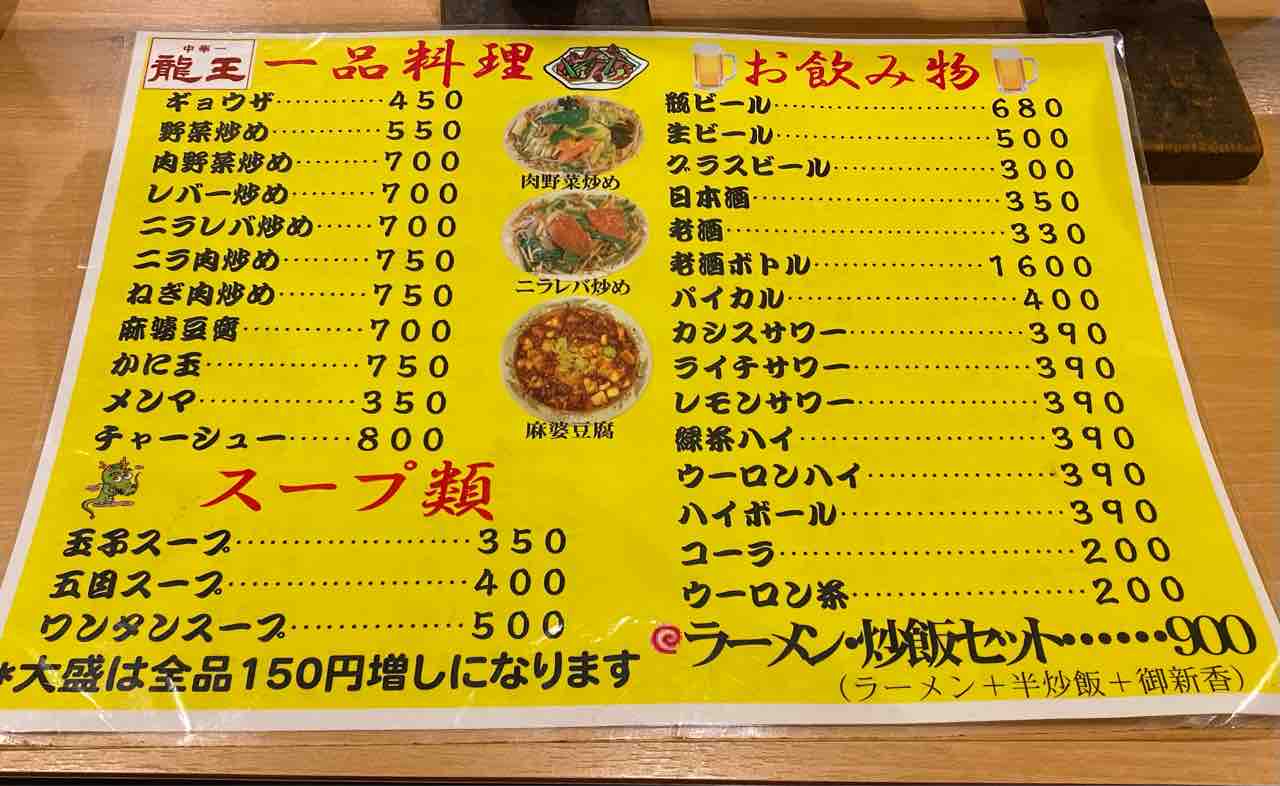 中華一
龍王
一品料理
ギョウザ…………450
野菜炒め…………550
肉野菜炒め………700
レバー炒め………700
ニラレバ炒め……700
ニラ肉炒め………750
ねぎ肉炒め………750
麻婆豆腐…………700
かに玉……………750
メンマ……………350
チャーシュー……800
肉野菜炒め
ニラレバ炒め
麻婆豆腐
スープ類
玉子スープ……………………350
五目スープ……………………400
ワンタンスープ………………500
*大盛は全品150円増しになります
お飲み物
瓶ビール…………………680
生ビール…………………500
グラスビール……………300
日本酒……………………350
老酒………………………330
老酒ボトル………………1600
パイカル…………………400
カシスサワー……………390
ライチサワー……………390
レモンサワー……………390
緑茶ハイ…………………390
ウーロンハイ……………390
ハイボール………………390
コーラ……………………200
ウーロン茶………………200
ラーメン・炒飯セット……900
(ラーメン+半炒飯+御新香)